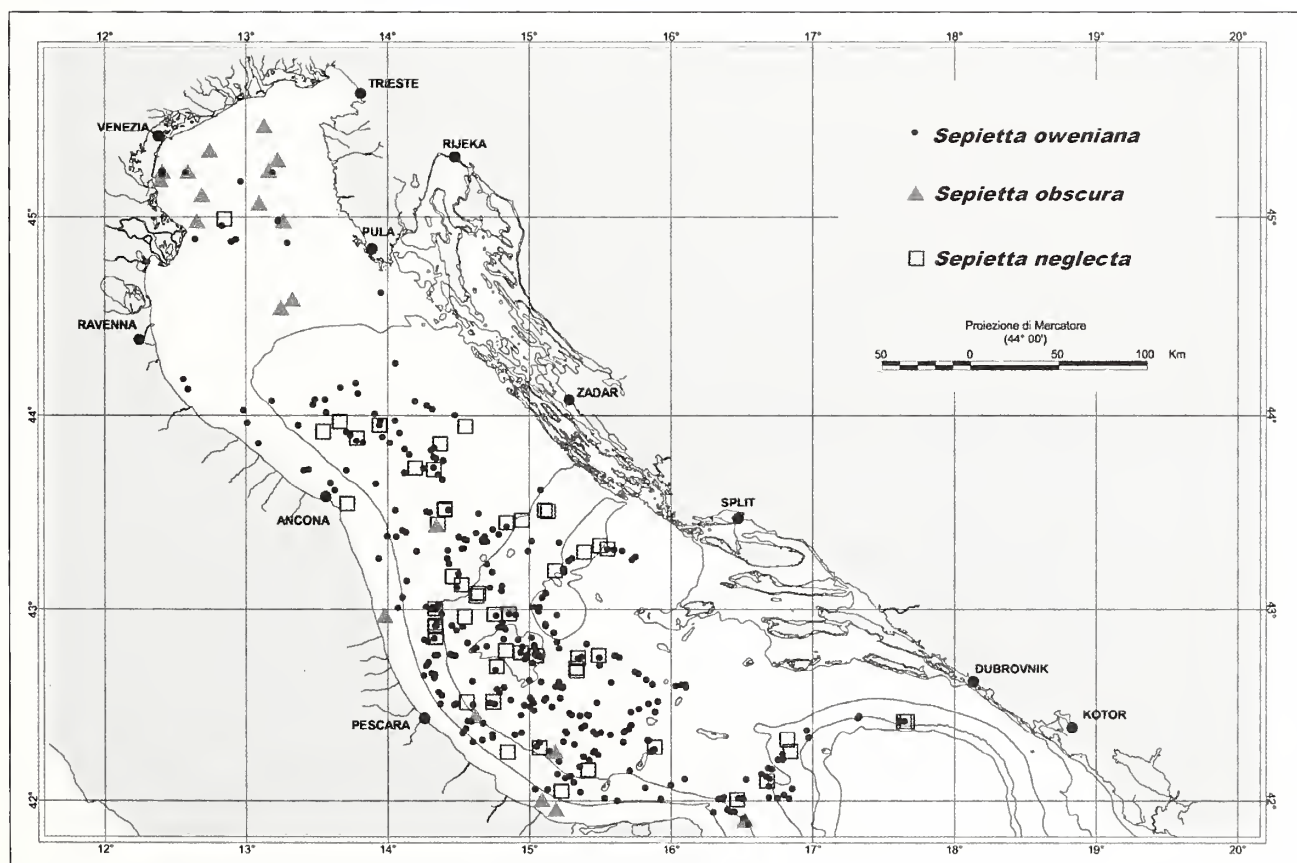 12° 13° 14° 15° 16° 17° 18° 19° 20°
TRIESTE
VENEZIA
RIJEKA
Sepietta oweniana
Sepietta obscura
45° 45°
PULA
Sepietta neglecta
RAVENNA
Proiezione di Mercatore
(44° 00')
50 0 50 100 Km
ZADAR
44° 44°
ANCONA
SPLIT
43° 43°
DUBROVNIK
PESCARA
KOTOR
42° 42°
12° 13° 14° 15° 16° 17° 18° 19° 20°